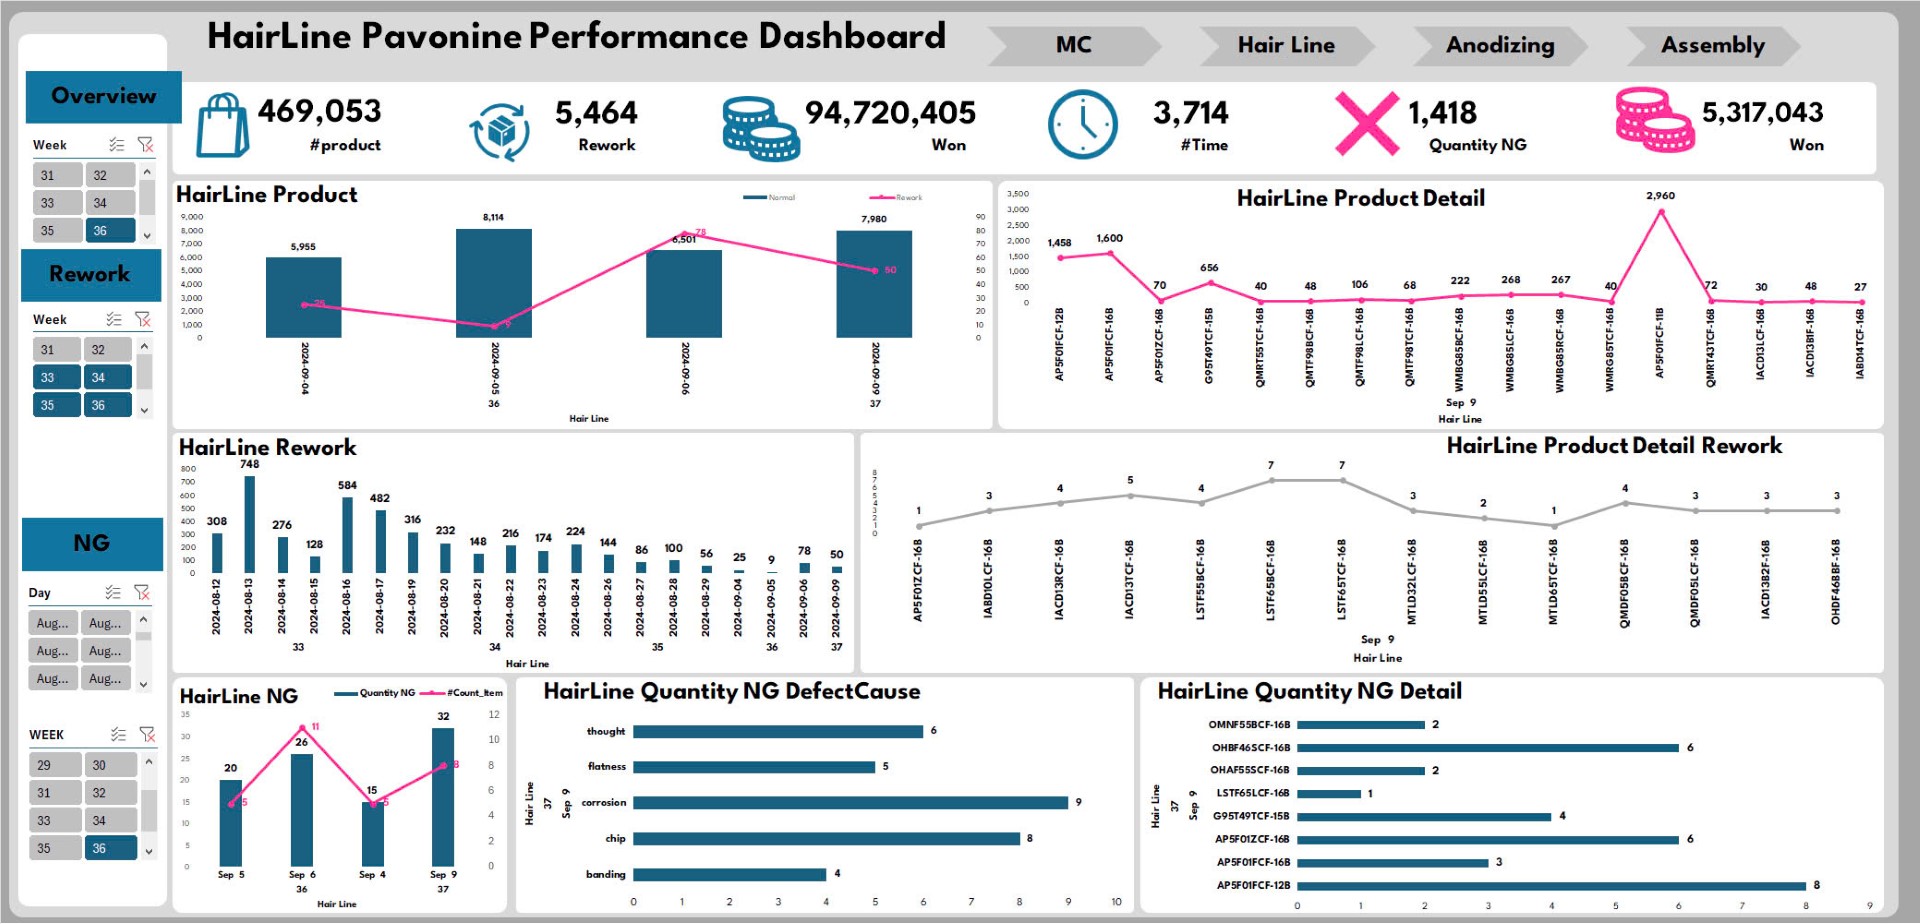 HairLine Pavonine Performance Dashboard
MC
Hair Line
Anodizing
Assembly
Overview
469,053
#product
5,464
Rework
94,720,405
Won
3,714
#Time
1,418
Quantity NG
5,317,043
Won
Week
31 32
33 34
35 36
Rework
Week
31 32
33 34
35 36
NG
Day
Aug... Aug...
Aug... Aug...
Aug... Aug...
WEEK
29 30
31 32
33 34
35 36
HairLine Product
Normal Rework
9,000
8,000
7,000
6,000
5,000
4,000
3,000
2,000
1,000
0
5,955 8,114 6,501 7,980
9 78 50
90
80
70
60
50
40
30
20
10
0
2024-09-04 2024-09-05 2024-09-06 2024-09-09
36 37
Hair Line
HairLine Product Detail
3,500
3,000
2,500
2,000
1,500
1,000
500
0
1,458 1,600 70 656 40 48 106 68 222 268 267 40 2,960 72 30 48 27
AP5F01FCF-12B AP5F01FCF-16B AP5F01ZCF-16B G95T49TCF-15B QMRT55TCF-16B QMTF98BCF-16B QMTF98LCF-16B QMTF98TCF-16B WMBG85BCF-16B WMBG85LCF-16B WMBG85RCF-16B WMRG85TCF-16B AP5F01FCF-11B QMRT43TCF-16B IACD13LCF-16B IACD13B1F-16B IABD14TCF-16B
Sep 9
Hair Line
HairLine Rework
800
700
600
500
400
300
200
100
0
308 748 276 128 584 482 316 232 148 216 174 224 144 86 100 56 25 9 78 50
2024-08-12 2024-08-13 2024-08-14 2024-08-15 2024-08-16 2024-08-17 2024-08-19 2024-08-20 2024-08-21 2024-08-22 2024-08-23 2024-08-24 2024-08-26 2024-08-27 2024-08-28 2024-08-29 2024-09-04 2024-09-05 2024-09-06 2024-09-09
33 34 35 36 37
Hair Line
HairLine Product Detail Rework
8
7
6
5
4
3
2
1
0
1 3 4 5 4 7 7 3 2 1 4 3 3 3
AP5F01ZCF-16B IABD10LCF-16B IACD13RCF-16B IACD13TCF-16B LSTF55BCF-16B LSTF65BCF-16B LSTF65TCF-16B MTLD32LCF-16B MTLD55LCF-16B MTLD65TCF-16B QMDF05BCF-16B QMDF05LCF-16B IACD13B2F-16B OHDF46BBF-16B
Sep 9
Hair Line
HairLine NG
Quantity NG #Count_Item
35
30
25
20
15
10
5
0
20 26 15 32
5 11 5 8
12
10
8
6
4
2
0
Sep 5 Sep 6 Sep 4 Sep 9
36 37
Hair Line
HairLine Quantity NG DefectCause
Hair Line
37
Sep 9
thought 6
flatness 5
corrosion 9
chip 8
banding 4
0 1 2 3 4 5 6 7 8 9 10
HairLine Quantity NG Detail
Hair Line
37
Sep 9
OMNF55BCF-16B 2
OHBF46SCF-16B 6
OHAF55SCF-16B 2
LSTF65LCF-16B 1
G95T49TCF-15B 4
AP5F01ZCF-16B 6
AP5F01FCF-16B 3
AP5F01FCF-12B 8
0 1 2 3 4 5 6 7 8 9